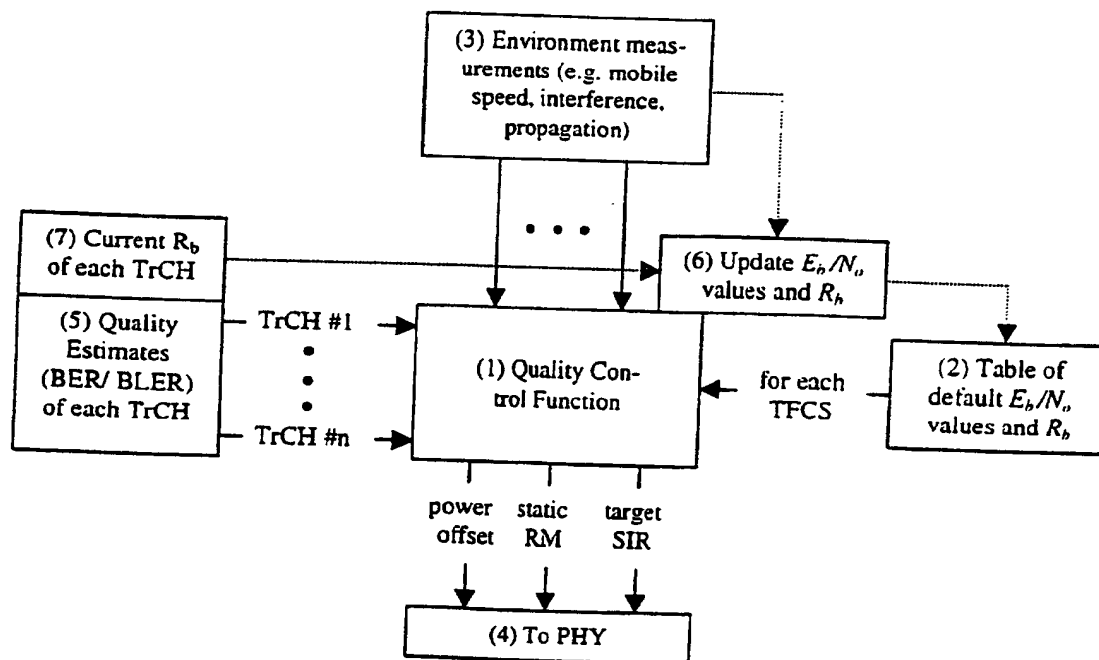 (3) Environment meas-
urements (e.g. mobile
speed, interference,
propagation)
(7) Current R_b
of each TrCH
(6) Update E_b/N_o
values and R_b
(5) Quality
Estimates
(BER/ BLER)
of each TrCH
TrCH #1
TrCH #n
(1) Quality Con-
trol Function
for each
TFCS
(2) Table of
default E_b/N_o
values and R_b
power
offset
static
RM
target
SIR
(4) To PHY